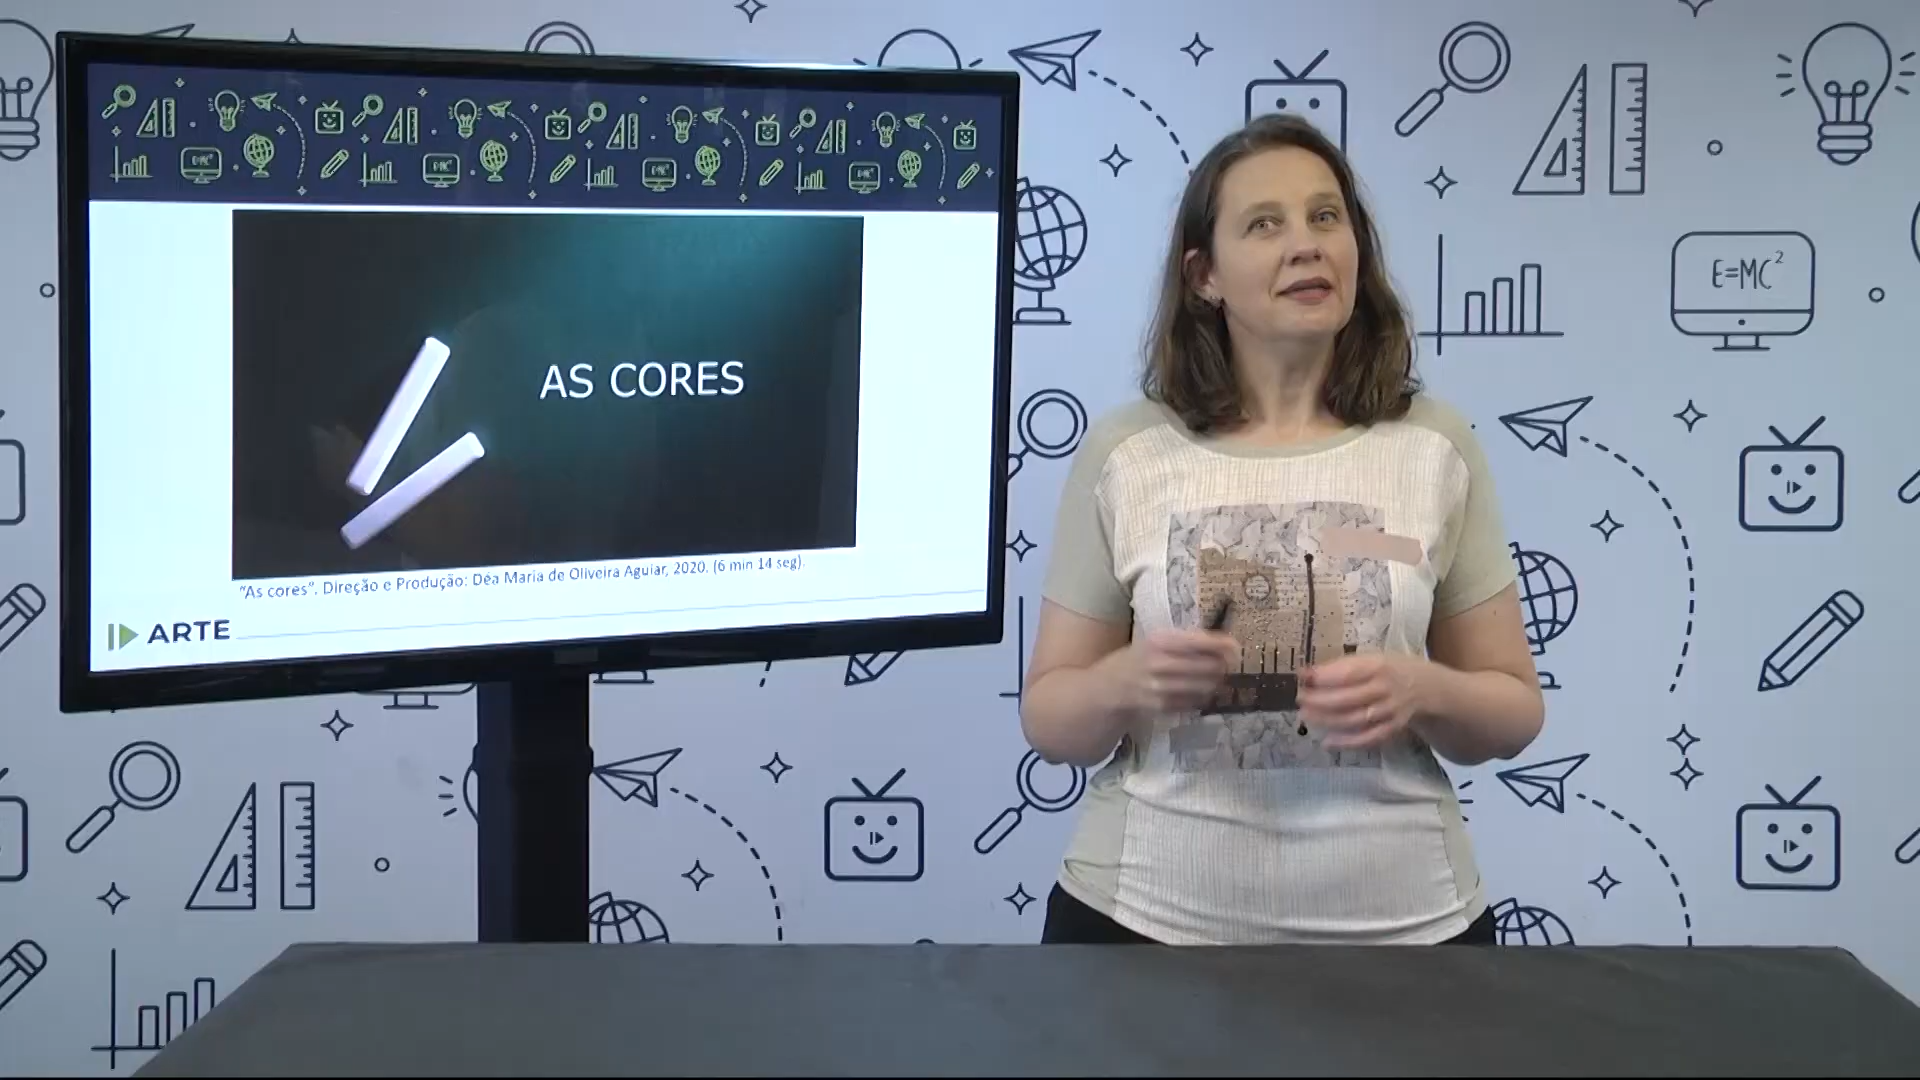 AS CORES
"As cores". Direção e Produção: Déa Maria de Oliveira Aguiar, 2020. (6 min 14 seg).
ARTE
E=MC²